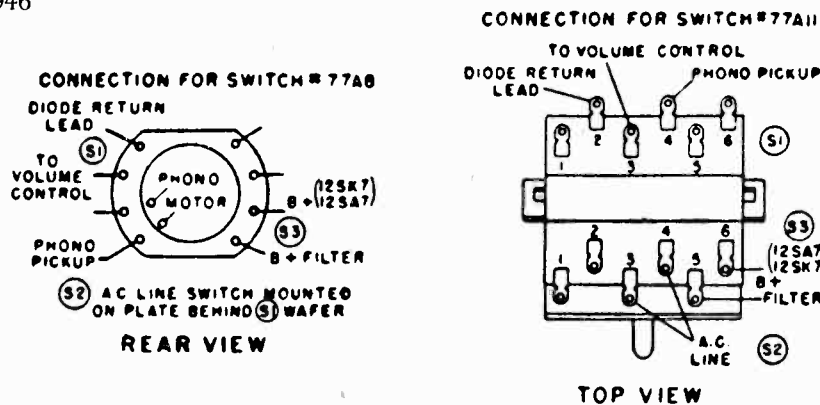 946
CONNECTION FOR SWITCH # 77A8
DIODE RETURN
LEAD
S1
TO
VOLUME
CONTROL
PHONO
MOTOR
B+ (12SK7)
(12SA7)
S3
PHONO
PICKUP
B + FILTER
S2 A C LINE SWITCH MOUNTED
ON PLATE BEHIND S1 WAFER
REAR VIEW
CONNECTION FOR SWITCH #77A11
TO VOLUME CONTROL
DIODE RETURN
LEAD
PHONO PICKUP
2 4 6
S1
1 3 5
S3
2 4 6
(12SA7
(12SK7
1 3 5
B +
FILTER
A.C.
LINE
S2
TOP VIEW